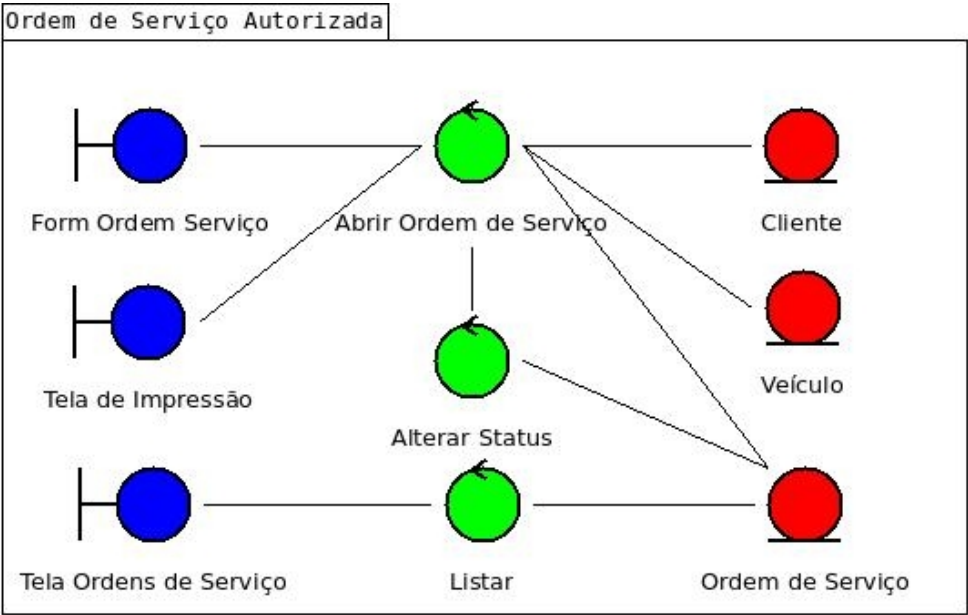 Ordem de Serviço Autorizada
Form Ordem Serviço
Abrir Ordem de Serviço
Cliente
Tela de Impressão
Veículo
Alterar Status
Tela Ordens de Serviço
Listar
Ordem de Serviço